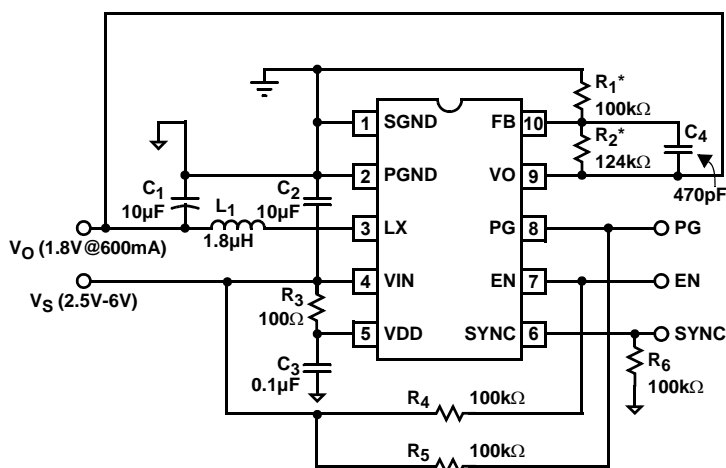 R1*
100kΩ
1 SGND FB 10
R2*
124kΩ
C4
470pF
2 PGND VO 9
C1
10µF
C2
10µF
L1
1.8µH
3 LX PG 8 PG
VO (1.8V@600mA)
4 VIN EN 7 EN
VS (2.5V-6V)
R3
100Ω
5 VDD SYNC 6 SYNC
C3
0.1µF
R6
100kΩ
R4 100kΩ
R5 100kΩ